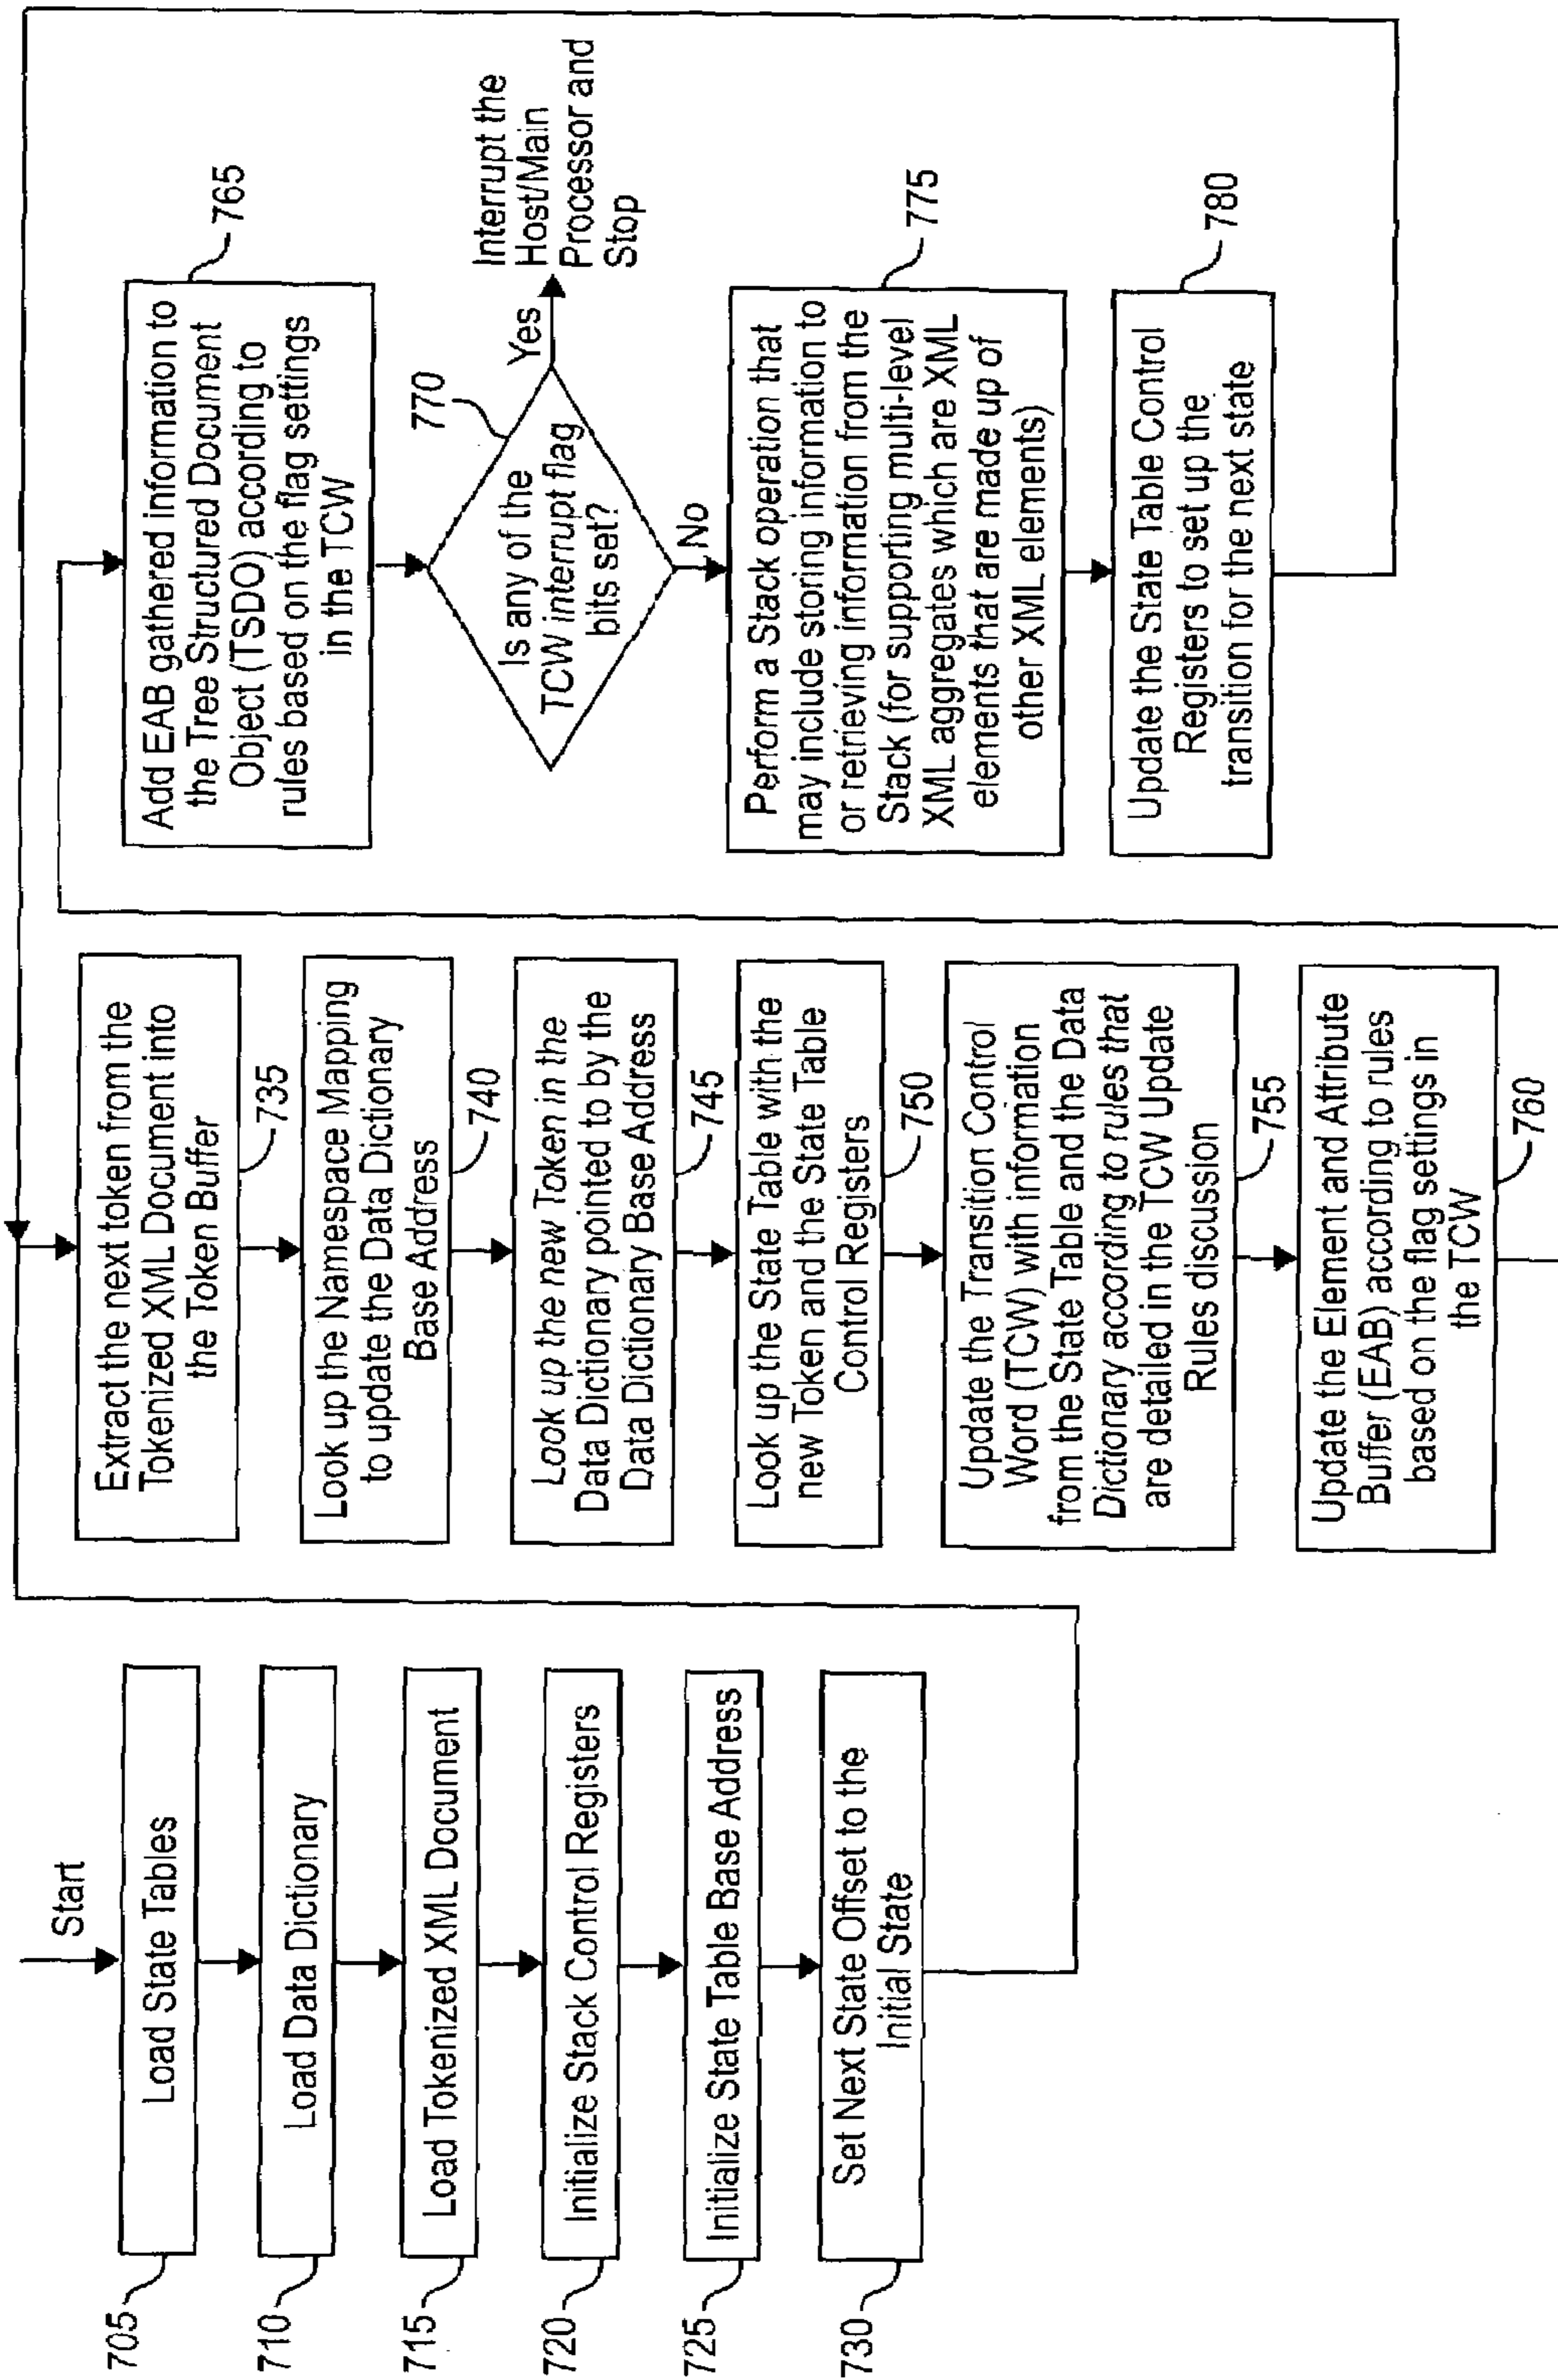 Start
Load State Tables
705
Load Data Dictionary
710
Load Tokenized XML Document
715
Initialize Stack Control Registers
720
Initialize State Table Base Address
725
Set Next State Offset to the
Initial State
730
Extract the next token from the
Tokenized XML Document into
the Token Buffer
735
Look up the Namespace Mapping
to update the Data Dictionary
Base Address
740
Look up the new Token in the
Data Dictionary pointed to by the
Data Dictionary Base Address
745
Look up the State Table with the
new Token and the State Table
Control Registers
750
Update the Transition Control
Word (TCW) with information
from the State Table and the Data
Dictionary according to rules that
are detailed in the TCW Update
Rules discussion
755
Update the Element and Attribute
Buffer (EAB) according to rules
based on the flag settings in
the TCW
760
Add EAB gathered information to
the Tree Structured Document
Object (TSDO) according to
rules based on the flag settings
in the TCW
765
Is any of the
TCW interrupt flag
bits set?
770
Yes
Interrupt the
Host/Main
Processor and
Stop
No
Perform a Stack operation that
may include storing information to
or retrieving information from the
Stack (for supporting multi-level
XML aggregates which are XML
elements that are made up of
other XML elements)
775
Update the State Table Control
Registers to set up the
transition for the next state
780